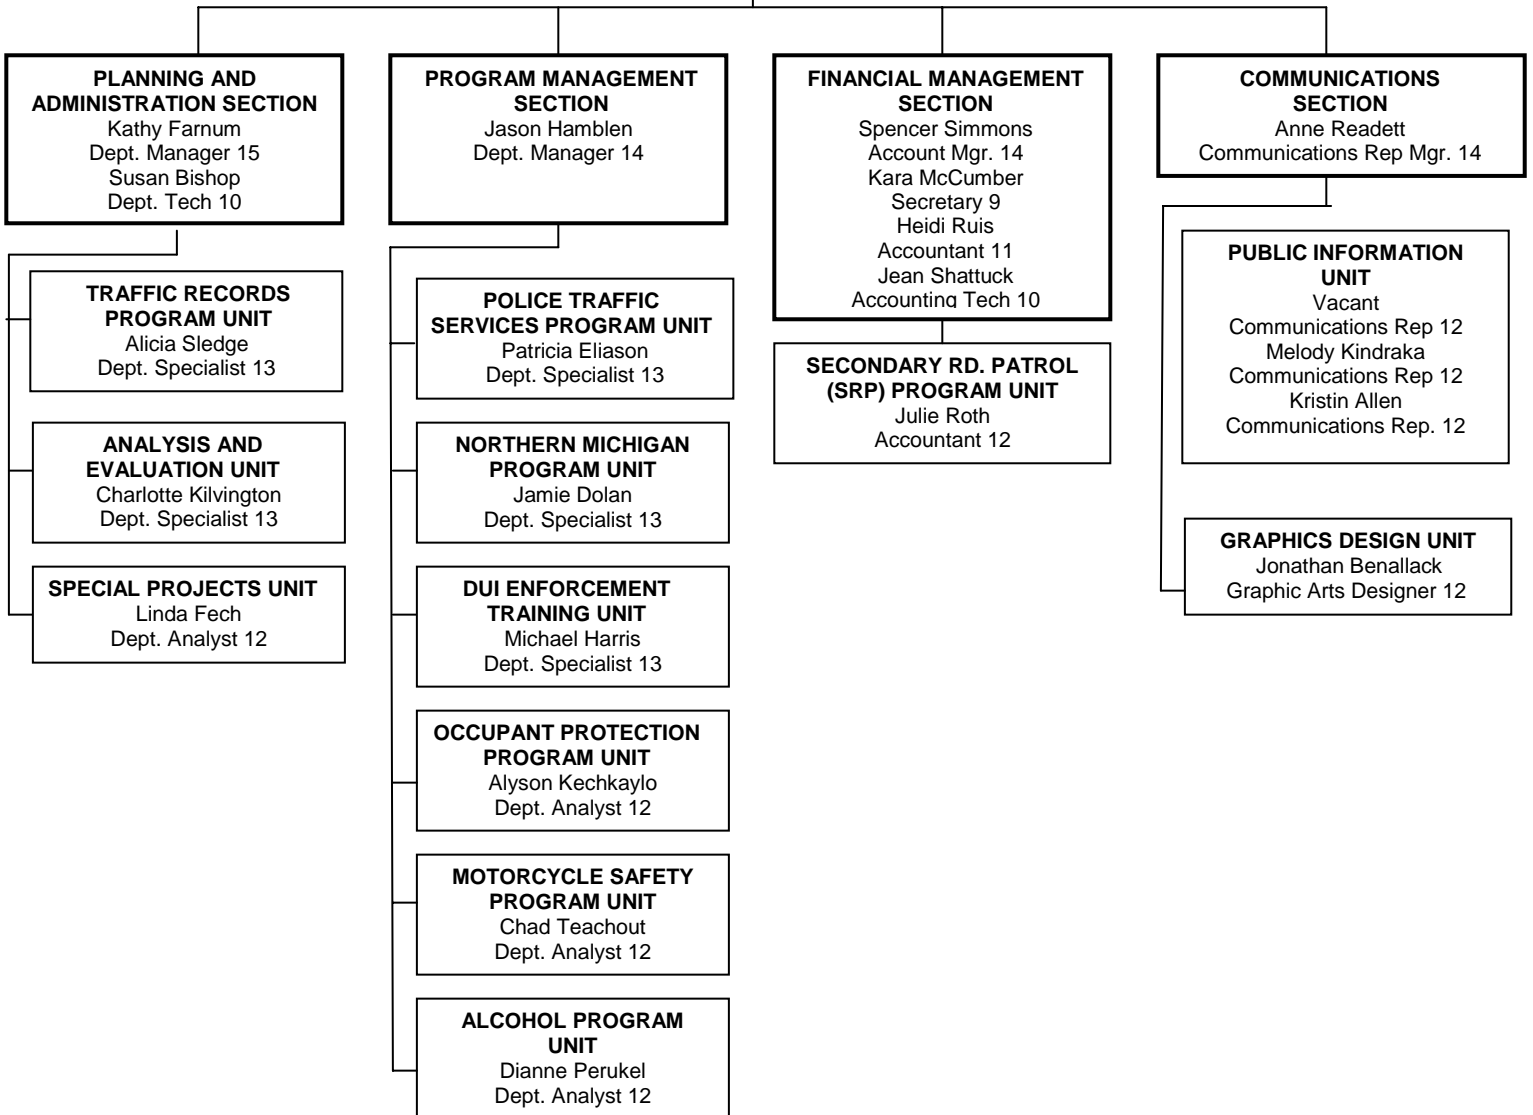 PLANNING AND
ADMINISTRATION SECTION
Kathy Farnum
Dept. Manager 15
Susan Bishop
Dept. Tech 10
TRAFFIC RECORDS
PROGRAM UNIT
Alicia Sledge
Dept. Specialist 13
ANALYSIS AND
EVALUATION UNIT
Charlotte Kilvington
Dept. Specialist 13
SPECIAL PROJECTS UNIT
Linda Fech
Dept. Analyst 12
PROGRAM MANAGEMENT
SECTION
Jason Hamblen
Dept. Manager 14
POLICE TRAFFIC
SERVICES PROGRAM UNIT
Patricia Eliason
Dept. Specialist 13
NORTHERN MICHIGAN
PROGRAM UNIT
Jamie Dolan
Dept. Specialist 13
DUI ENFORCEMENT
TRAINING UNIT
Michael Harris
Dept. Specialist 13
OCCUPANT PROTECTION
PROGRAM UNIT
Alyson Kechkaylo
Dept. Analyst 12
MOTORCYCLE SAFETY
PROGRAM UNIT
Chad Teachout
Dept. Analyst 12
ALCOHOL PROGRAM
UNIT
Dianne Perukel
Dept. Analyst 12
FINANCIAL MANAGEMENT
SECTION
Spencer Simmons
Account Mgr. 14
Kara McCumber
Secretary 9
Heidi Ruis
Accountant 11
Jean Shattuck
Accounting Tech 10
SECONDARY RD. PATROL
(SRP) PROGRAM UNIT
Julie Roth
Accountant 12
COMMUNICATIONS
SECTION
Anne Readett
Communications Rep Mgr. 14
PUBLIC INFORMATION
UNIT
Vacant
Communications Rep 12
Melody Kindraka
Communications Rep 12
Kristin Allen
Communications Rep. 12
GRAPHICS DESIGN UNIT
Jonathan Benallack
Graphic Arts Designer 12